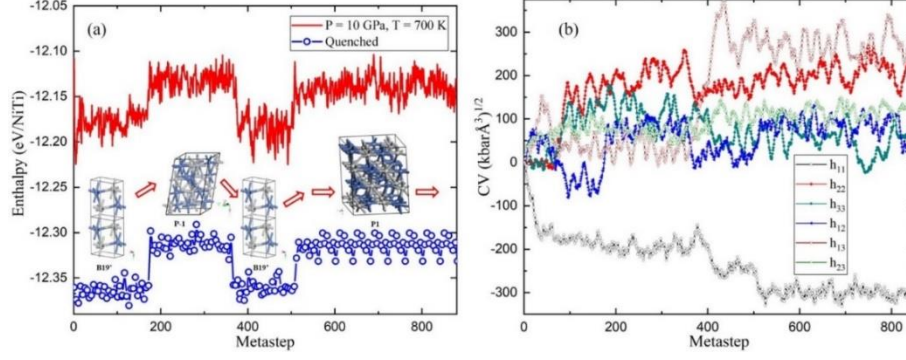 (a)
P = 10 GPa, T = 700 K
Quenched
Enthalpy (eV/NiTi)
-12.05
-12.10
-12.15
-12.20
-12.25
-12.30
-12.35
B19'
P-1
B19'
P1
0 200 400 600 800
Metastep
(b)
CV (kbarÅ³)¹/²
300
200
100
0
-100
-200
-300
h₁₁
h₂₂
h₃₃
h₁₂
h₁₃
h₂₃
0 200 400 600 800
Metastep